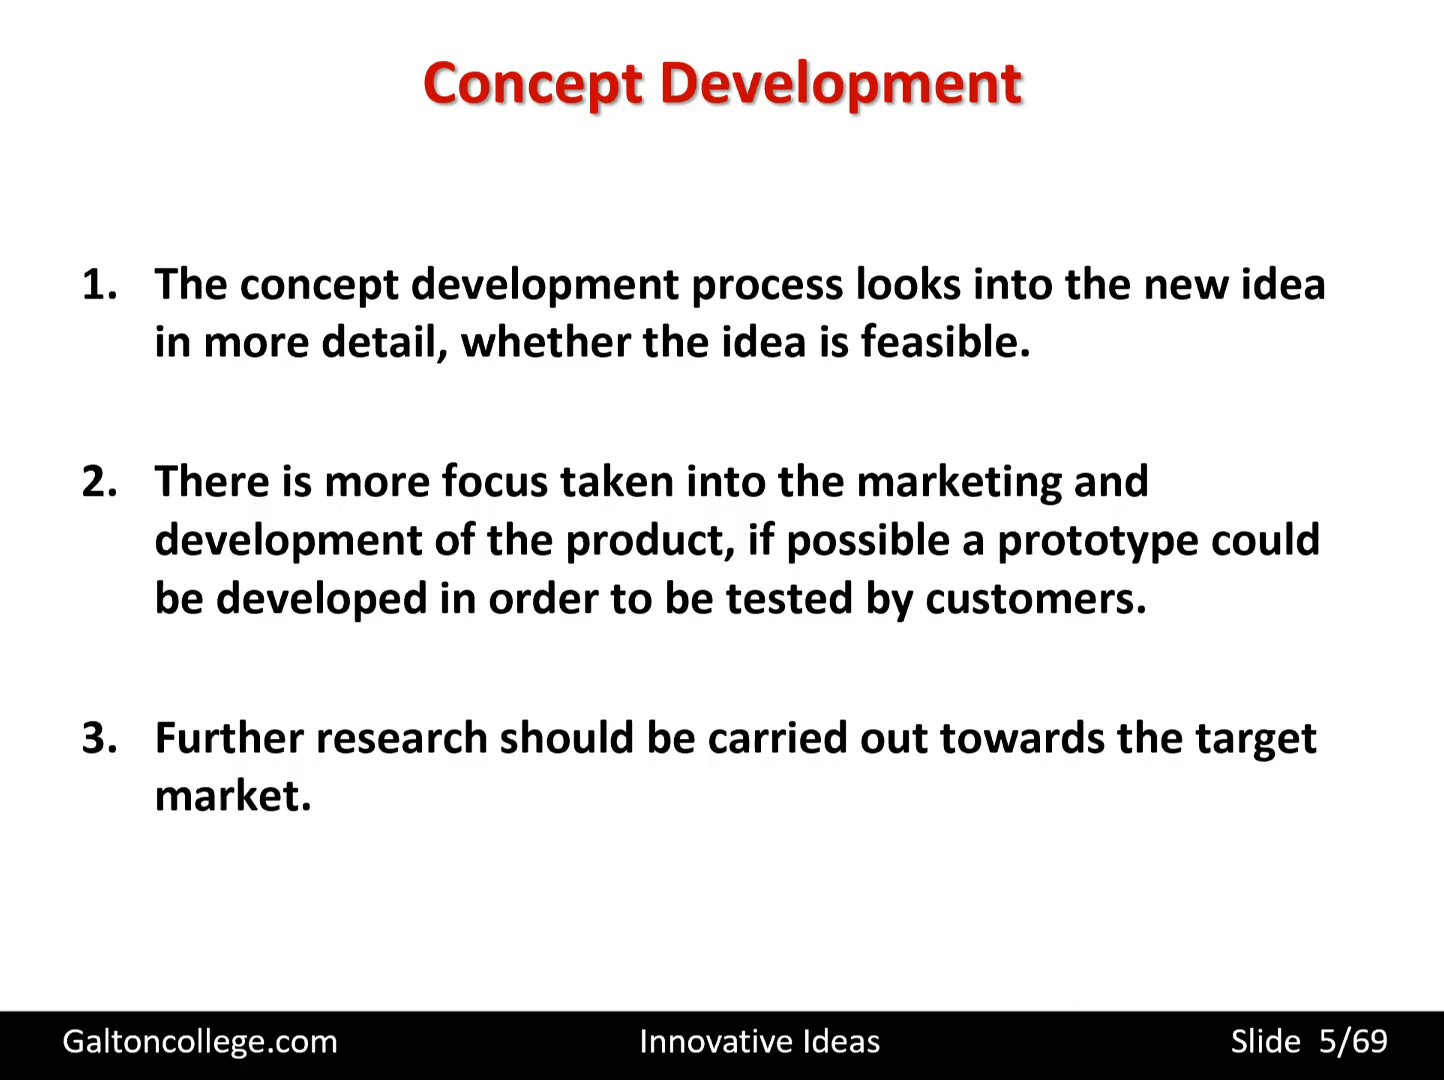 Concept Development
1. The concept development process looks into the new idea
in more detail, whether the idea is feasible.
2. There is more focus taken into the marketing and
development of the product, if possible a prototype could
be developed in order to be tested by customers.
3. Further research should be carried out towards the target
market.
Galtoncollege.com Innovative Ideas Slide 5/69